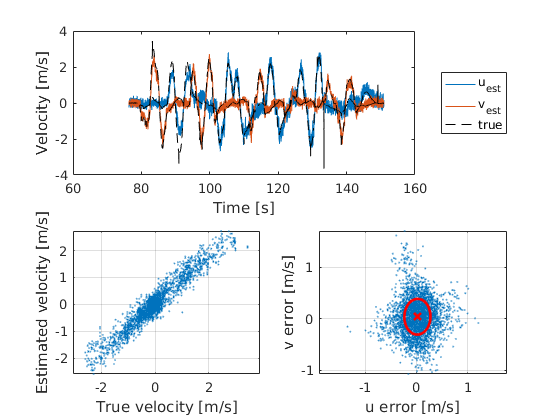 4
2
0
-2
-4
Velocity [m/s]
60 80 100 120 140 160
Time [s]
u_est
v_est
true
2
1
0
-1
-2
Estimated velocity [m/s]
-2 0 2
True velocity [m/s]
1
0
-1
v error [m/s]
-1 0 1
u error [m/s]